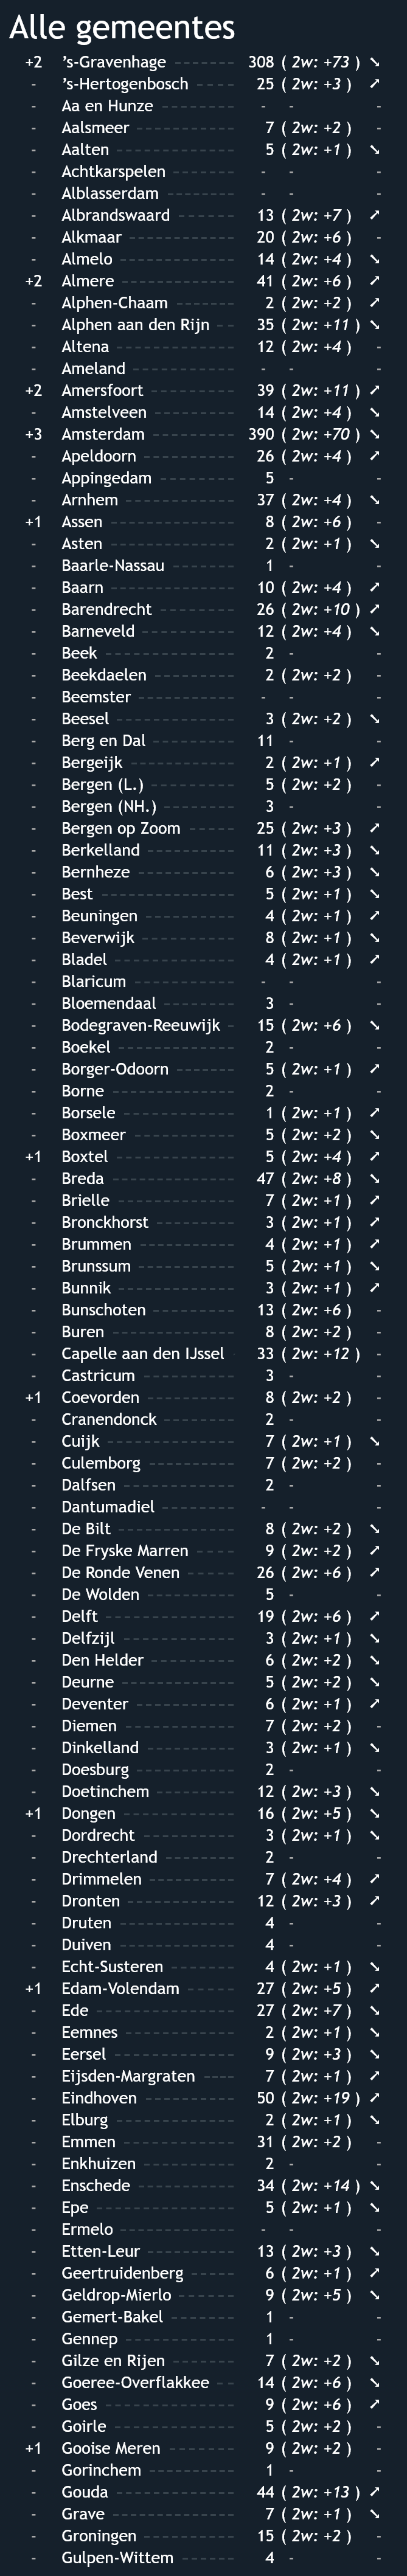 Alle gemeentes
+2 's-Gravenhage 308 ( 2w: +73 ) ➘
- 's-Hertogenbosch 25 ( 2w: +3 ) ➚
- Aa en Hunze - - -
- Aalsmeer 7 ( 2w: +2 ) -
- Aalten 5 ( 2w: +1 ) ➘
- Achtkarspelen - - -
- Alblasserdam - - -
- Albrandswaard 13 ( 2w: +7 ) ➚
- Alkmaar 20 ( 2w: +6 ) -
- Almelo 14 ( 2w: +4 ) ➘
+2 Almere 41 ( 2w: +6 ) ➚
- Alphen-Chaam 2 ( 2w: +2 ) ➚
- Alphen aan den Rijn 35 ( 2w: +11 ) ➘
- Altena 12 ( 2w: +4 ) -
- Ameland - - -
+2 Amersfoort 39 ( 2w: +11 ) ➚
- Amstelveen 14 ( 2w: +4 ) ➘
+3 Amsterdam 390 ( 2w: +70 ) ➘
- Apeldoorn 26 ( 2w: +4 ) ➚
- Appingedam 5 - -
- Arnhem 37 ( 2w: +4 ) ➘
+1 Assen 8 ( 2w: +6 ) -
- Asten 2 ( 2w: +1 ) ➘
- Baarle-Nassau 1 - -
- Baarn 10 ( 2w: +4 ) ➚
- Barendrecht 26 ( 2w: +10 ) ➚
- Barneveld 12 ( 2w: +4 ) ➘
- Beek 2 - -
- Beekdaelen 2 ( 2w: +2 ) -
- Beemster - - -
- Beesel 3 ( 2w: +2 ) ➘
- Berg en Dal 11 - -
- Bergeijk 2 ( 2w: +1 ) ➚
- Bergen (L.) 5 ( 2w: +2 ) -
- Bergen (NH.) 3 - -
- Bergen op Zoom 25 ( 2w: +3 ) ➚
- Berkelland 11 ( 2w: +3 ) ➘
- Bernheze 6 ( 2w: +3 ) ➘
- Best 5 ( 2w: +1 ) ➘
- Beuningen 4 ( 2w: +1 ) ➚
- Beverwijk 8 ( 2w: +1 ) ➘
- Bladel 4 ( 2w: +1 ) ➚
- Blaricum - - -
- Bloemendaal 3 - -
- Bodegraven-Reeuwijk 15 ( 2w: +6 ) ➘
- Boekel 2 - -
- Borger-Odoorn 5 ( 2w: +1 ) ➚
- Borne 2 - -
- Borsele 1 ( 2w: +1 ) ➚
- Boxmeer 5 ( 2w: +2 ) ➘
+1 Boxtel 5 ( 2w: +4 ) ➚
- Breda 47 ( 2w: +8 ) ➘
- Brielle 7 ( 2w: +1 ) ➚
- Bronckhorst 3 ( 2w: +1 ) ➚
- Brummen 4 ( 2w: +1 ) ➚
- Brunssum 5 ( 2w: +1 ) ➘
- Bunnik 3 ( 2w: +1 ) ➚
- Bunschoten 13 ( 2w: +6 ) -
- Buren 8 ( 2w: +2 ) -
- Capelle aan den IJssel 33 ( 2w: +12 ) -
- Castricum 3 - -
+1 Coevorden 8 ( 2w: +2 ) -
- Cranendonck 2 - -
- Cuijk 7 ( 2w: +1 ) ➘
- Culemborg 7 ( 2w: +2 ) -
- Dalfsen 2 - -
- Dantumadiel - - -
- De Bilt 8 ( 2w: +2 ) ➘
- De Fryske Marren 9 ( 2w: +2 ) ➚
- De Ronde Venen 26 ( 2w: +6 ) ➚
- De Wolden 5 - -
- Delft 19 ( 2w: +6 ) ➚
- Delfzijl 3 ( 2w: +1 ) ➘
- Den Helder 6 ( 2w: +2 ) ➘
- Deurne 5 ( 2w: +2 ) ➘
- Deventer 6 ( 2w: +1 ) ➚
- Diemen 7 ( 2w: +2 ) -
- Dinkelland 3 ( 2w: +1 ) ➘
- Doesburg 2 - -
- Doetinchem 12 ( 2w: +3 ) ➘
+1 Dongen 16 ( 2w: +5 ) ➘
- Dordrecht 3 ( 2w: +1 ) ➘
- Drechterland 2 - -
- Drimmelen 7 ( 2w: +4 ) ➚
- Dronten 12 ( 2w: +3 ) ➚
- Druten 4 - -
- Duiven 4 - -
- Echt-Susteren 4 ( 2w: +1 ) ➘
+1 Edam-Volendam 27 ( 2w: +5 ) ➚
- Ede 27 ( 2w: +7 ) ➘
- Eemnes 2 ( 2w: +1 ) ➘
- Eersel 9 ( 2w: +3 ) ➘
- Eijsden-Margraten 7 ( 2w: +1 ) ➚
- Eindhoven 50 ( 2w: +19 ) ➚
- Elburg 2 ( 2w: +1 ) ➘
- Emmen 31 ( 2w: +2 ) -
- Enkhuizen 2 - -
- Enschede 34 ( 2w: +14 ) ➘
- Epe 5 ( 2w: +1 ) ➘
- Ermelo - - -
- Etten-Leur 13 ( 2w: +3 ) ➘
- Geertruidenberg 6 ( 2w: +1 ) ➚
- Geldrop-Mierlo 9 ( 2w: +5 ) ➘
- Gemert-Bakel 1 - -
- Gennep 1 - -
- Gilze en Rijen 7 ( 2w: +2 ) ➘
- Goeree-Overflakkee 14 ( 2w: +6 ) ➘
- Goes 9 ( 2w: +6 ) ➚
- Goirle 5 ( 2w: +2 ) -
+1 Gooise Meren 9 ( 2w: +2 ) -
- Gorinchem 1 - -
- Gouda 44 ( 2w: +13 ) ➚
- Grave 7 ( 2w: +1 ) ➘
- Groningen 15 ( 2w: +2 ) -
- Gulpen-Wittem 4 - -